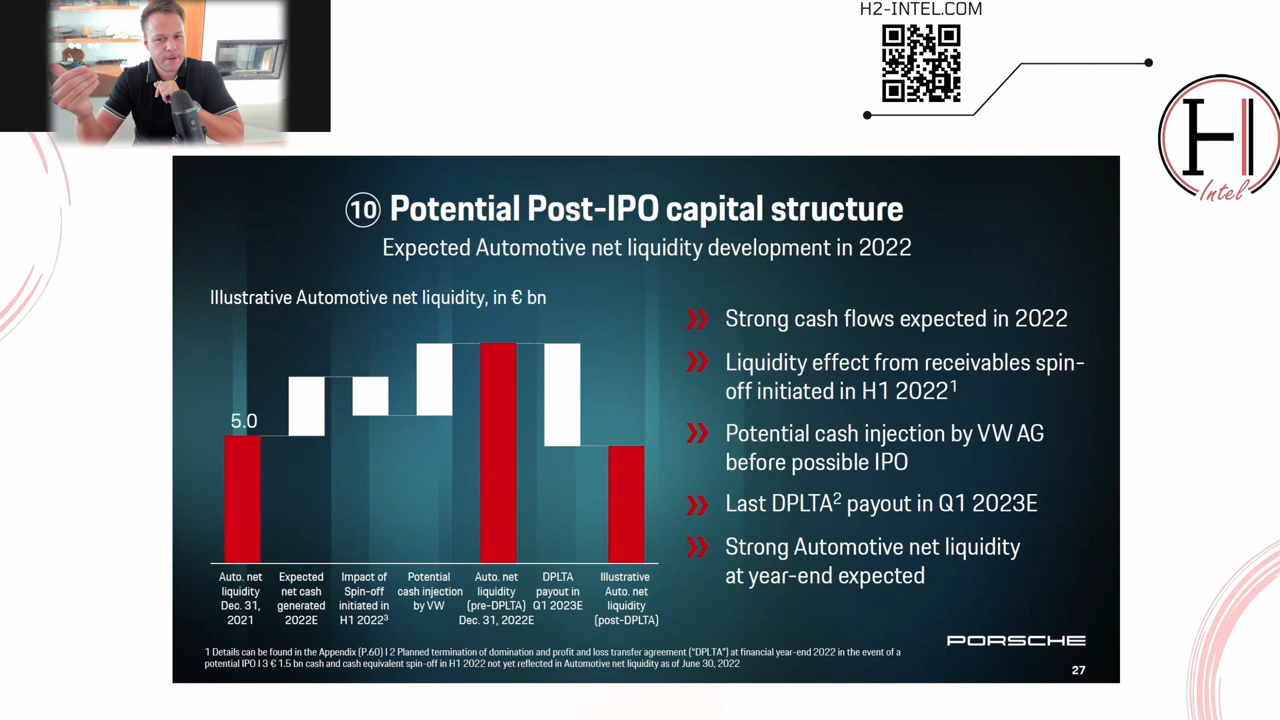 H2-INTEL.COM
H
Intel
10 Potential Post-IPO capital structure
Expected Automotive net liquidity development in 2022
Illustrative Automotive net liquidity, in € bn
5.0
Auto. net
liquidity
Dec. 31,
2021
Expected
net cash
generated
2022E
Impact of
Spin-off
initiated in
H1 2022³
Potential
cash injection
by VW
Auto. net
liquidity
(pre-DPLTA)
Dec. 31, 2022E
DPLTA
payout in
Q1 2023E
Illustrative
Auto. net
liquidity
(post-DPLTA)
Strong cash flows expected in 2022
Liquidity effect from receivables spin-
off initiated in H1 2022¹
Potential cash injection by VW AG
before possible IPO
Last DPLTA² payout in Q1 2023E
Strong Automotive net liquidity
at year-end expected
1 Details can be found in the Appendix (P.60) I 2 Planned termination of domination and profit and loss transfer agreement ("DPLTA") at financial year-end 2022 in the event of a
potential IPO I 3 € 1.5 bn cash and cash equivalent spin-off in H1 2022 not yet reflected in Automotive net liquidity as of June 30, 2022
PORSCHE
27